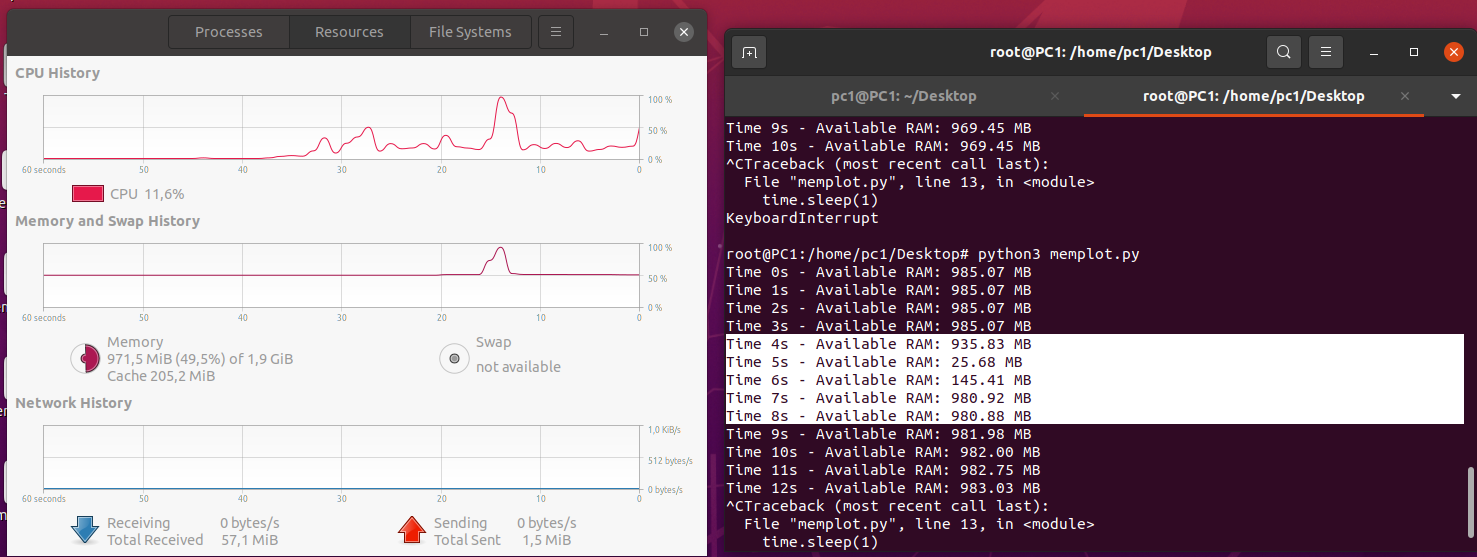 Processes
Resources
File Systems
CPU History
100 %
50 %
0 %
60 seconds
50
40
30
20
10
0
CPU 11,6%
Memory and Swap History
100 %
50 %
0 %
60 seconds
50
40
30
20
10
0
Memory
971,5 MiB (49,5%) of 1,9 GiB
Cache 205,2 MiB
Swap
not available
Network History
1,0 KiB/s
512 bytes/s
0 bytes/s
60 seconds
50
40
30
20
10
0
Receiving 0 bytes/s
Total Received 57,1 MiB
Sending 0 bytes/s
Total Sent 1,5 MiB
root@PC1: /home/pc1/Desktop
pc1@PC1: ~/Desktop
root@PC1: /home/pc1/Desktop
Time 9s - Available RAM: 969.45 MB
Time 10s - Available RAM: 969.45 MB
^CTraceback (most recent call last):
  File "memplot.py", line 13, in <module>
    time.sleep(1)
KeyboardInterrupt
root@PC1:/home/pc1/Desktop# python3 memplot.py
Time 0s - Available RAM: 985.07 MB
Time 1s - Available RAM: 985.07 MB
Time 2s - Available RAM: 985.07 MB
Time 3s - Available RAM: 985.07 MB
Time 4s - Available RAM: 935.83 MB
Time 5s - Available RAM: 25.68 MB
Time 6s - Available RAM: 145.41 MB
Time 7s - Available RAM: 980.92 MB
Time 8s - Available RAM: 980.88 MB
Time 9s - Available RAM: 981.98 MB
Time 10s - Available RAM: 982.00 MB
Time 11s - Available RAM: 982.75 MB
Time 12s - Available RAM: 983.03 MB
^CTraceback (most recent call last):
  File "memplot.py", line 13, in <module>
    time.sleep(1)